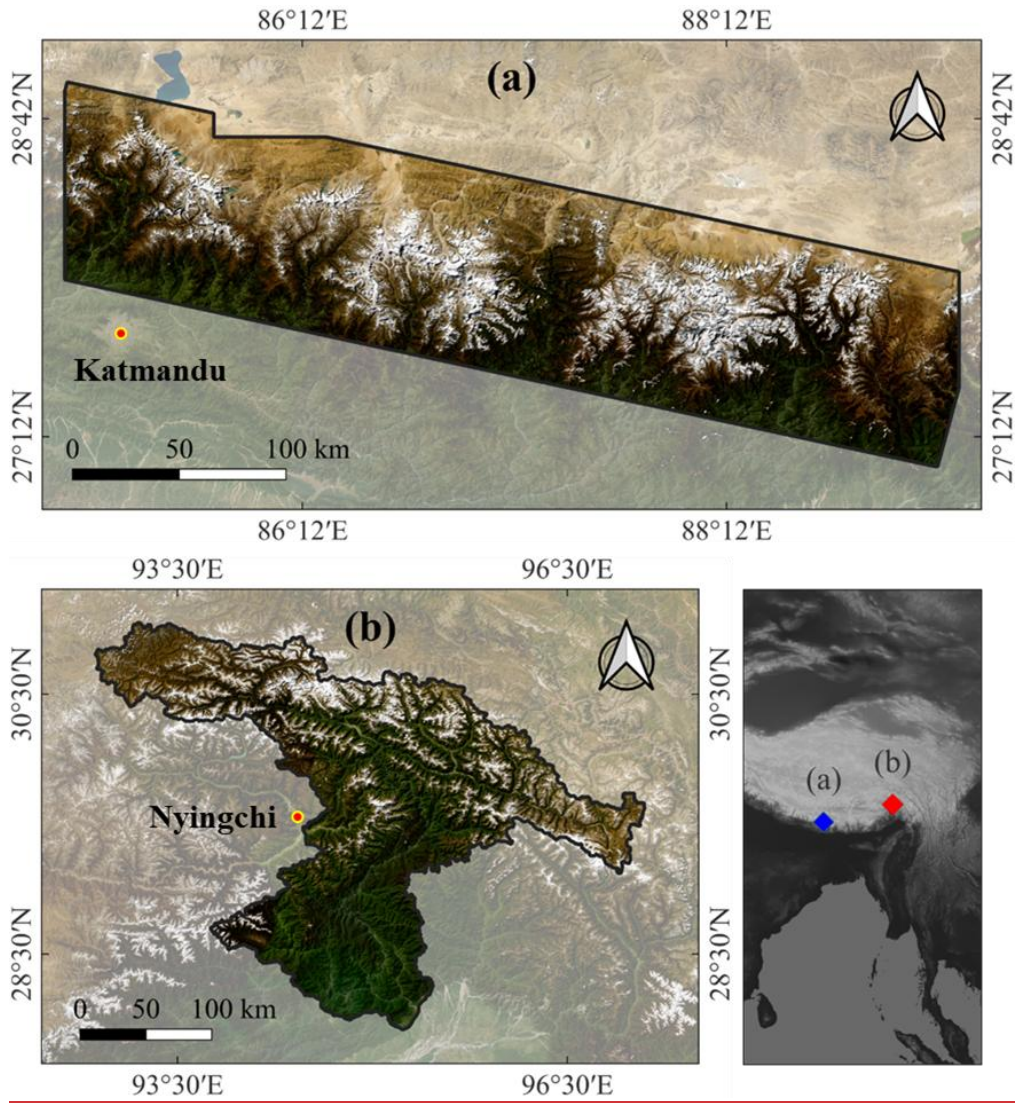 86°12′E 88°12′E
(a)
28°42′N 28°42′N
Katmandu
0 50 100 km
27°12′N 27°12′N
86°12′E 88°12′E
93°30′E 96°30′E
(b)
30°30′N 30°30′N
(a) (b)
Nyingchi
28°30′N 28°30′N
0 50 100 km
93°30′E 96°30′E